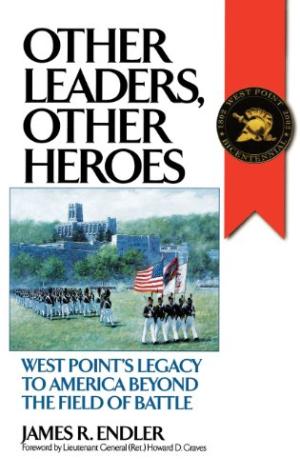 OTHER
LEADERS,
OTHER
HEROES
1802 WEST POINT 2002
BICENTENNIAL
WEST POINT'S LEGACY
TO AMERICA BEYOND
THE FIELD OF BATTLE
JAMES R. ENDLER
Foreword by Lieutenant General (Ret.) Howard D. Graves